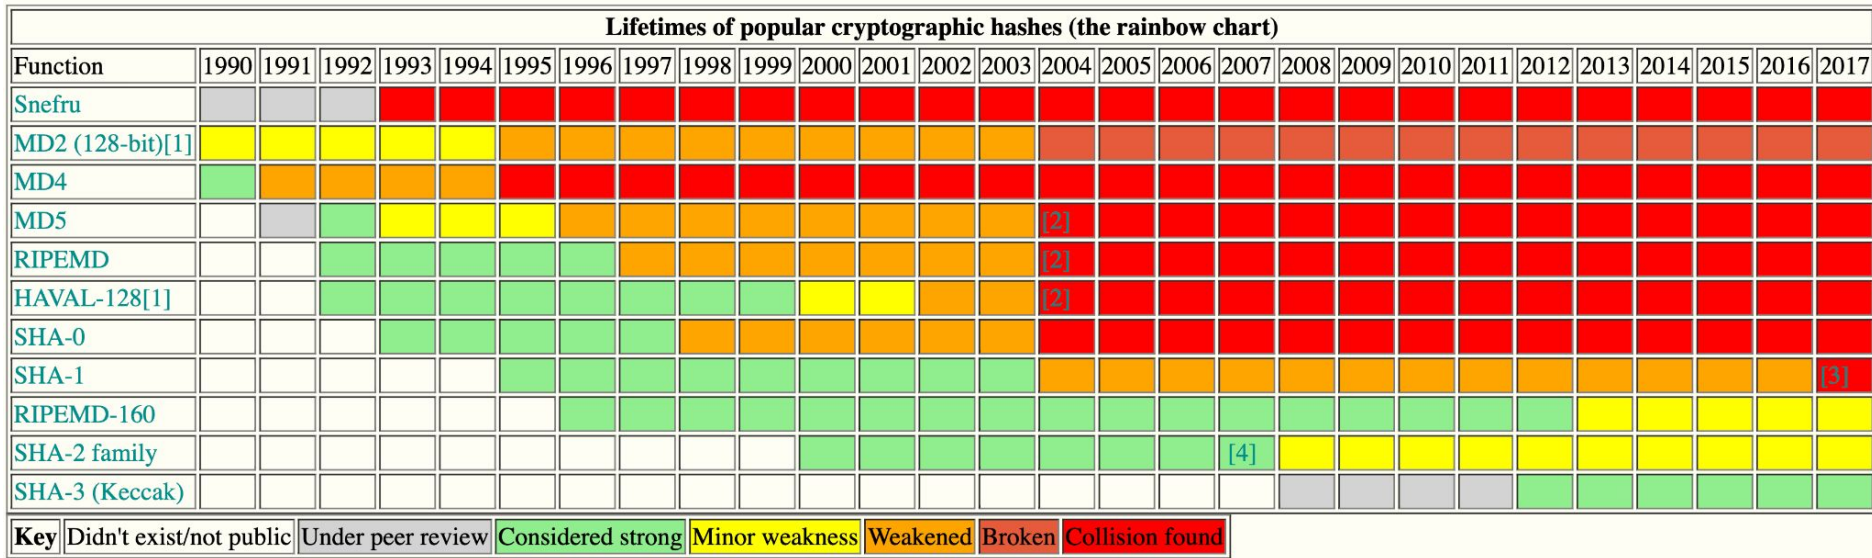 Lifetimes of popular cryptographic hashes (the rainbow chart)
Function 1990 1991 1992 1993 1994 1995 1996 1997 1998 1999 2000 2001 2002 2003 2004 2005 2006 2007 2008 2009 2010 2011 2012 2013 2014 2015 2016 2017
Snefru
MD2 (128-bit)[1]
MD4
MD5 [2]
RIPEMD [2]
HAVAL-128[1] [2]
SHA-0
SHA-1 [3]
RIPEMD-160
SHA-2 family [4]
SHA-3 (Keccak)
Key Didn't exist/not public Under peer review Considered strong Minor weakness Weakened Broken Collision found